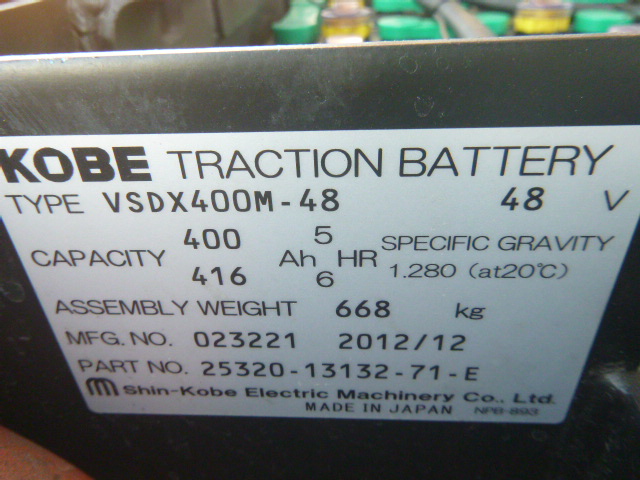 KOBE TRACTION BATTERY
TYPE VSDX400M-48 48 V
CAPACITY 400 Ah 5 HR SPECIFIC GRAVITY
416 6 1.280 (at20℃)
ASSEMBLY WEIGHT 668 kg
MFG. NO. 023221 2012/12
PART NO. 25320-13132-71-E
Shin-Kobe Electric Machinery Co., Ltd.
MADE IN JAPAN NPB-893